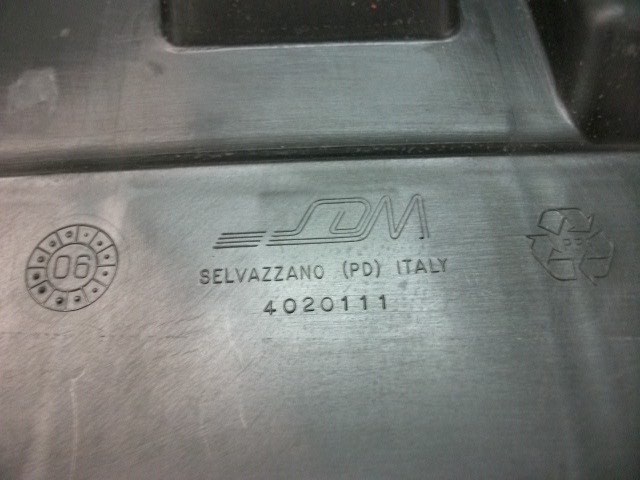 SDM
06
SELVAZZANO (PD) ITALY
4020111